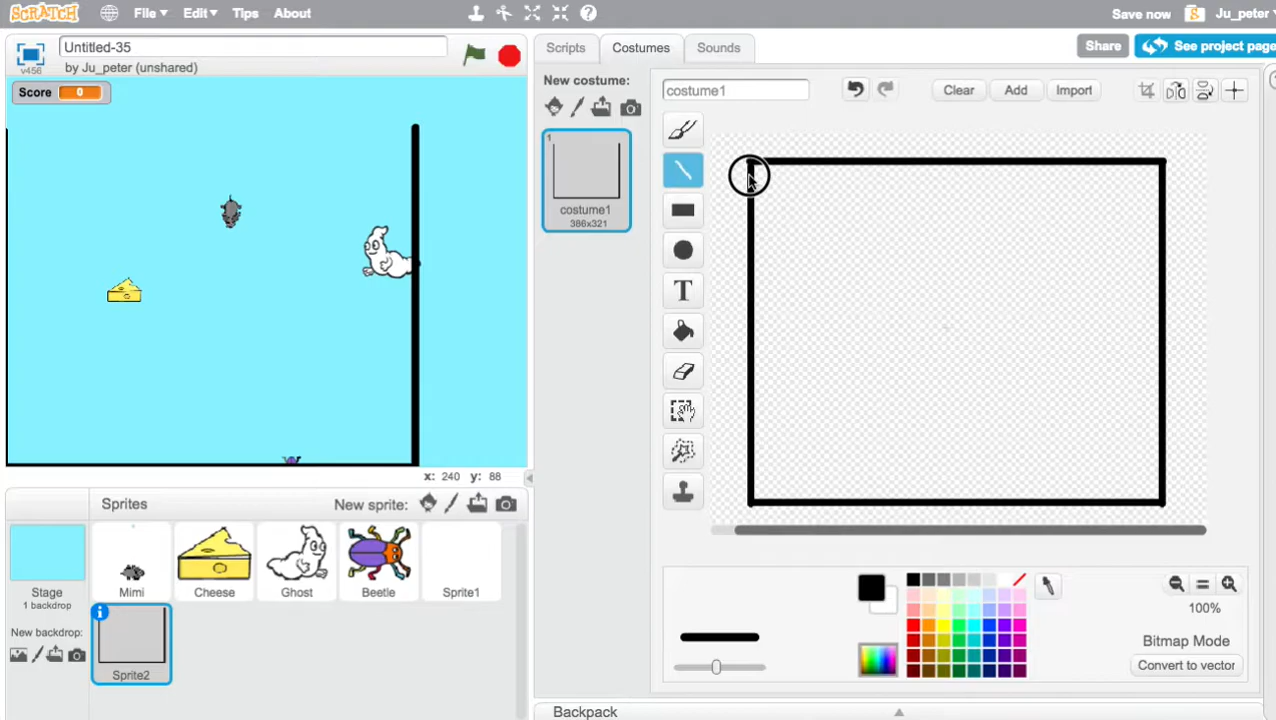 SCRATCH File Edit Tips About Save now Ju_peter
v456
Untitled-35
by Ju_peter (unshared)
Scripts Costumes Sounds
Share See project page
Score 0
New costume:
costume1
Clear Add Import
1
costume1
386x321
T
x: 240 y: 88
Sprites New sprite:
Stage
1 backdrop
New backdrop:
Mimi Cheese Ghost Beetle Sprite1
Sprite2
100%
Bitmap Mode
Convert to vector
Backpack